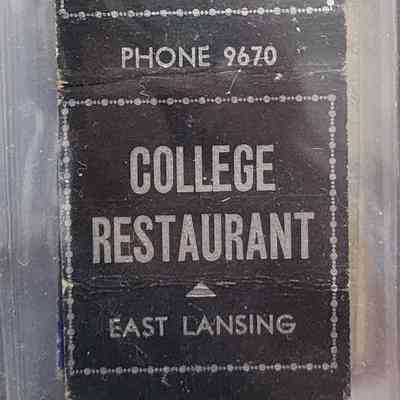 PHONE 9670
COLLEGE
RESTAURANT
EAST LANSING